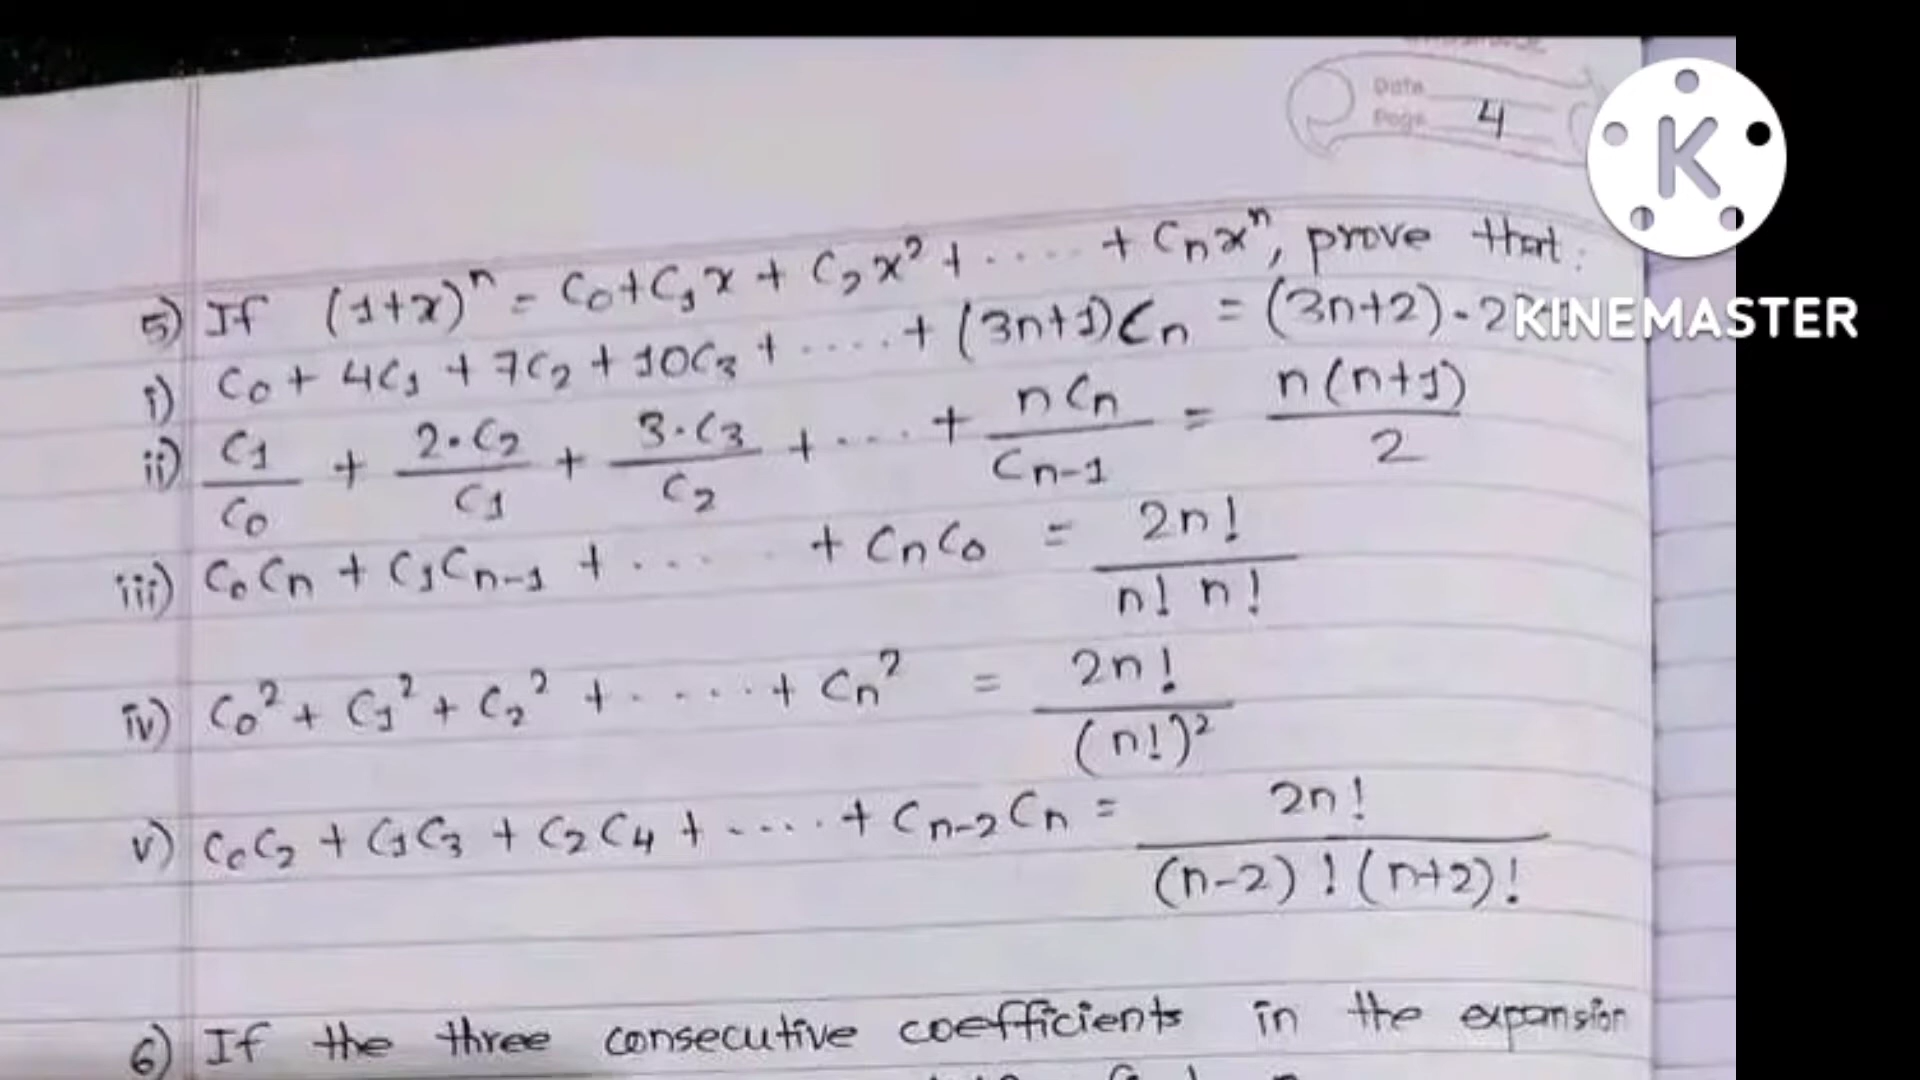 Date
Page 4
5) If (1+x)ⁿ = C₀+C₁x + C₂x² + ..... + Cₙxⁿ, prove that:
i) C₀ + 4C₁ + 7C₂ + 10C₃ + ..... + (3n+1)Cₙ = (3n+2)·2
KINEMASTER
ii) C₁/C₀ + 2·C₂/C₁ + 3·C₃/C₂ + .... + nCₙ/Cₙ₋₁ = n(n+1)/2
iii) C₀Cₙ + C₁Cₙ₋₁ + .... + CₙC₀ = 2n!/n! n!
iv) C₀² + C₁² + C₂² + ..... + Cₙ² = 2n!/(n!)²
v) C₀C₂ + C₁C₃ + C₂C₄ + ..... + Cₙ₋₂Cₙ = 2n!/(n-2)!(n+2)!
6) If the three consecutive coefficients in the expansion